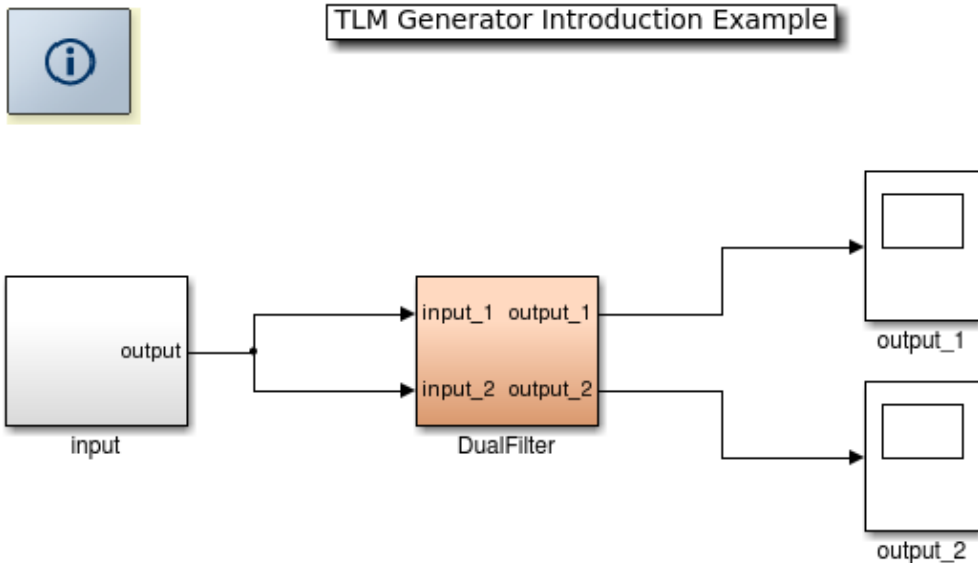 TLM Generator Introduction Example
output
input
input_1 output_1
input_2 output_2
DualFilter
output_1
output_2